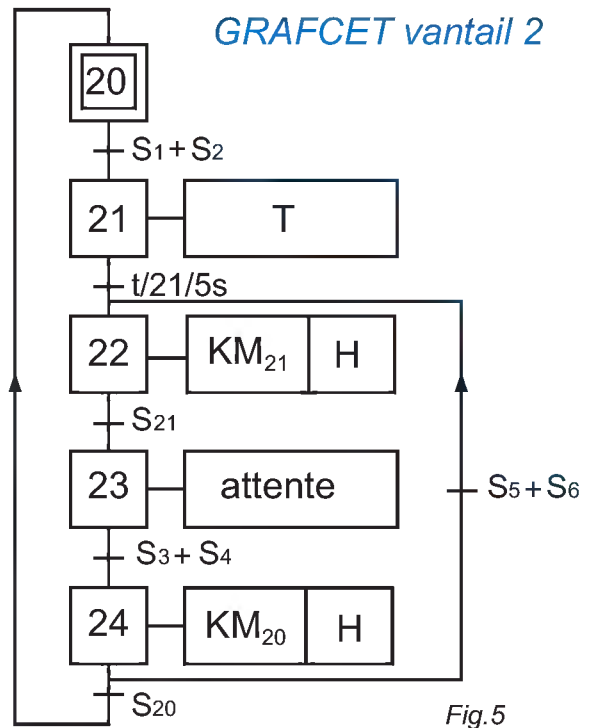 GRAFCET vantail 2
20
S1 + S2
21 T
t/21/5s
22 KM21 H
S21
23 attente
S5 + S6
S3 + S4
24 KM20 H
S20
Fig.5